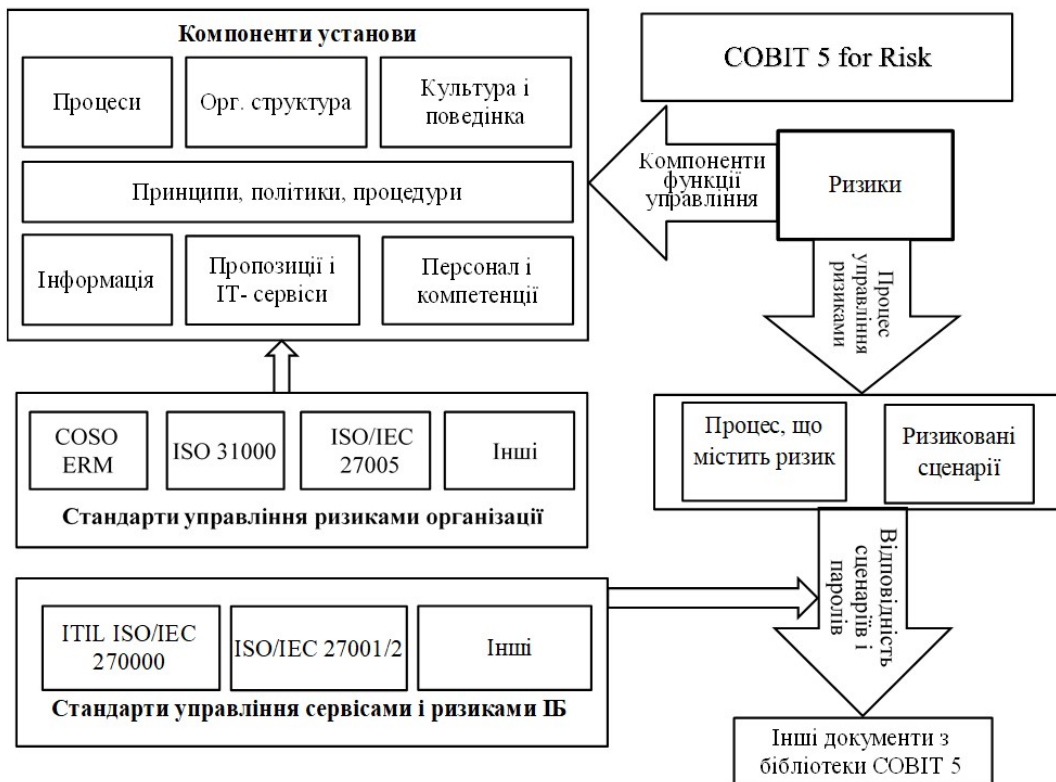 Компоненти установи
Процеси
Орг. структура
Культура і
поведінка
Принципи, політики, процедури
Інформація
Пропозиції і
ІТ- сервіси
Персонал і
компетенції
COBIT 5 for Risk
Компоненти
функції
управління
Ризики
Процес
управління
ризиками
COSO
ERM
ISO 31000
ISO/IEC
27005
Інші
Стандарти управління ризиками організації
Процес, що
містить ризик
Ризиковані
сценарії
Відповідність
сценаріїв і
паролів
ITIL ISO/IEC
270000
ISO/IEC 27001/2
Інші
Стандарти управління сервісами і ризиками ІБ
Інші документи з
бібліотеки COBIT 5